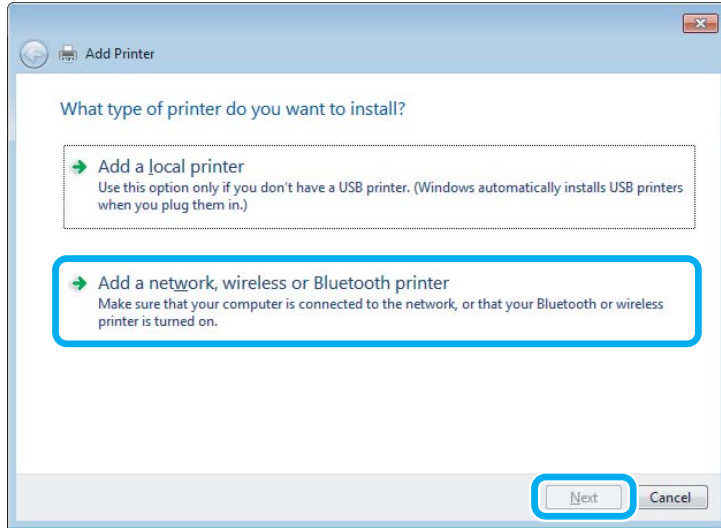 Add Printer
What type of printer do you want to install?
Add a local printer
Use this option only if you don't have a USB printer. (Windows automatically installs USB printers
when you plug them in.)
Add a network, wireless or Bluetooth printer
Make sure that your computer is connected to the network, or that your Bluetooth or wireless
printer is turned on.
Next Cancel